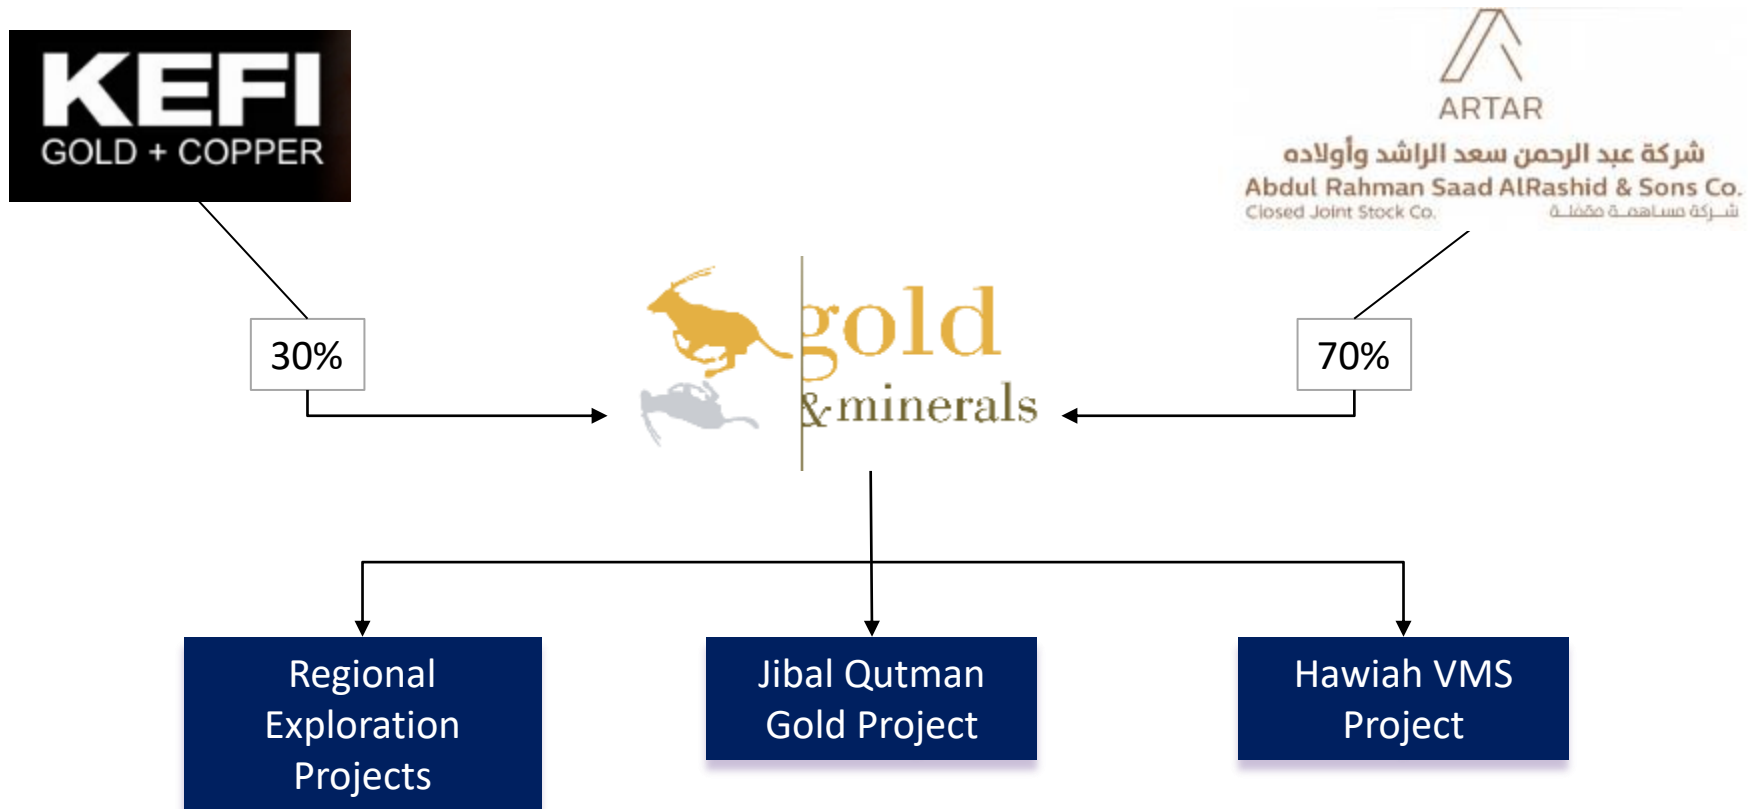 KEFI
GOLD + COPPER
ARTAR
شركة عبد الرحمن سعد الراشد وأولاده
Abdul Rahman Saad AlRashid & Sons Co.
Closed Joint Stock Co. شركة مساهمة مقفلة
30%
gold
& minerals
70%
Regional
Exploration
Projects
Jibal Qutman
Gold Project
Hawiah VMS
Project